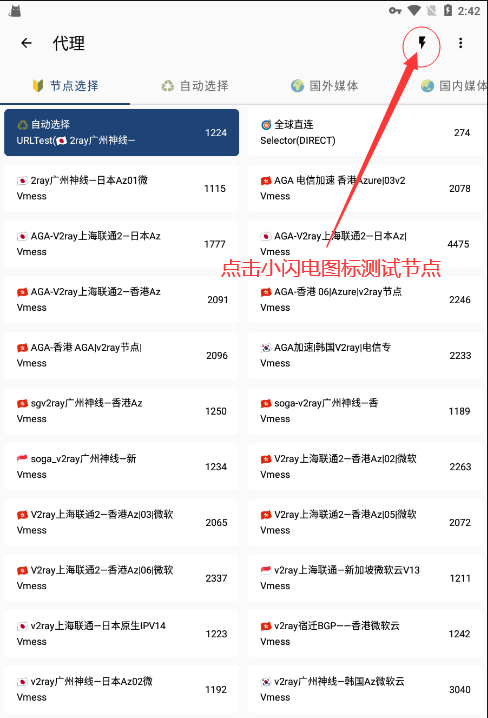 2:42
代理
节点选择
自动选择
国外媒体
国内媒体
自动选择
URLTest(🇯🇵 2ray广州神线—
1224
全球直连
Selector(DIRECT)
274
2ray广州神线—日本Az01微
Vmess
1115
AGA 电信加速 香港Azure|03v2
Vmess
2078
AGA-V2ray上海联通2—日本Az
Vmess
1777
AGA-V2ray上海联通2—日本Az|
4475
点击小闪电图标测试节点
AGA-V2ray上海联通2—香港Az
Vmess
2091
AGA-香港 06|Azure|v2ray节点
Vmess
2246
AGA-香港 AGA|v2ray节点|
Vmess
2096
AGA加速|韩国V2ray|电信专
Vmess
2233
sgv2ray广州神线—香港Az
Vmess
1250
soga-v2ray广州神线—香
Vmess
1189
soga_v2ray广州神线—新
Vmess
1234
V2ray上海联通2—香港Az|02|微软
Vmess
2263
V2ray上海联通2—香港Az|03|微软
Vmess
2065
V2ray上海联通2—香港Az|05|微软
Vmess
2072
V2ray上海联通2—香港Az|06|微软
Vmess
2337
v2ray上海联通—新加坡微软云V13
Vmess
1211
v2ray上海联通—日本原生IPV14
Vmess
1223
v2ray宿迁BGP——香港微软云
Vmess
1242
v2ray广州神线—日本Az02微
Vmess
1192
v2ray广州神线—韩国Az微软云
Vmess
3040